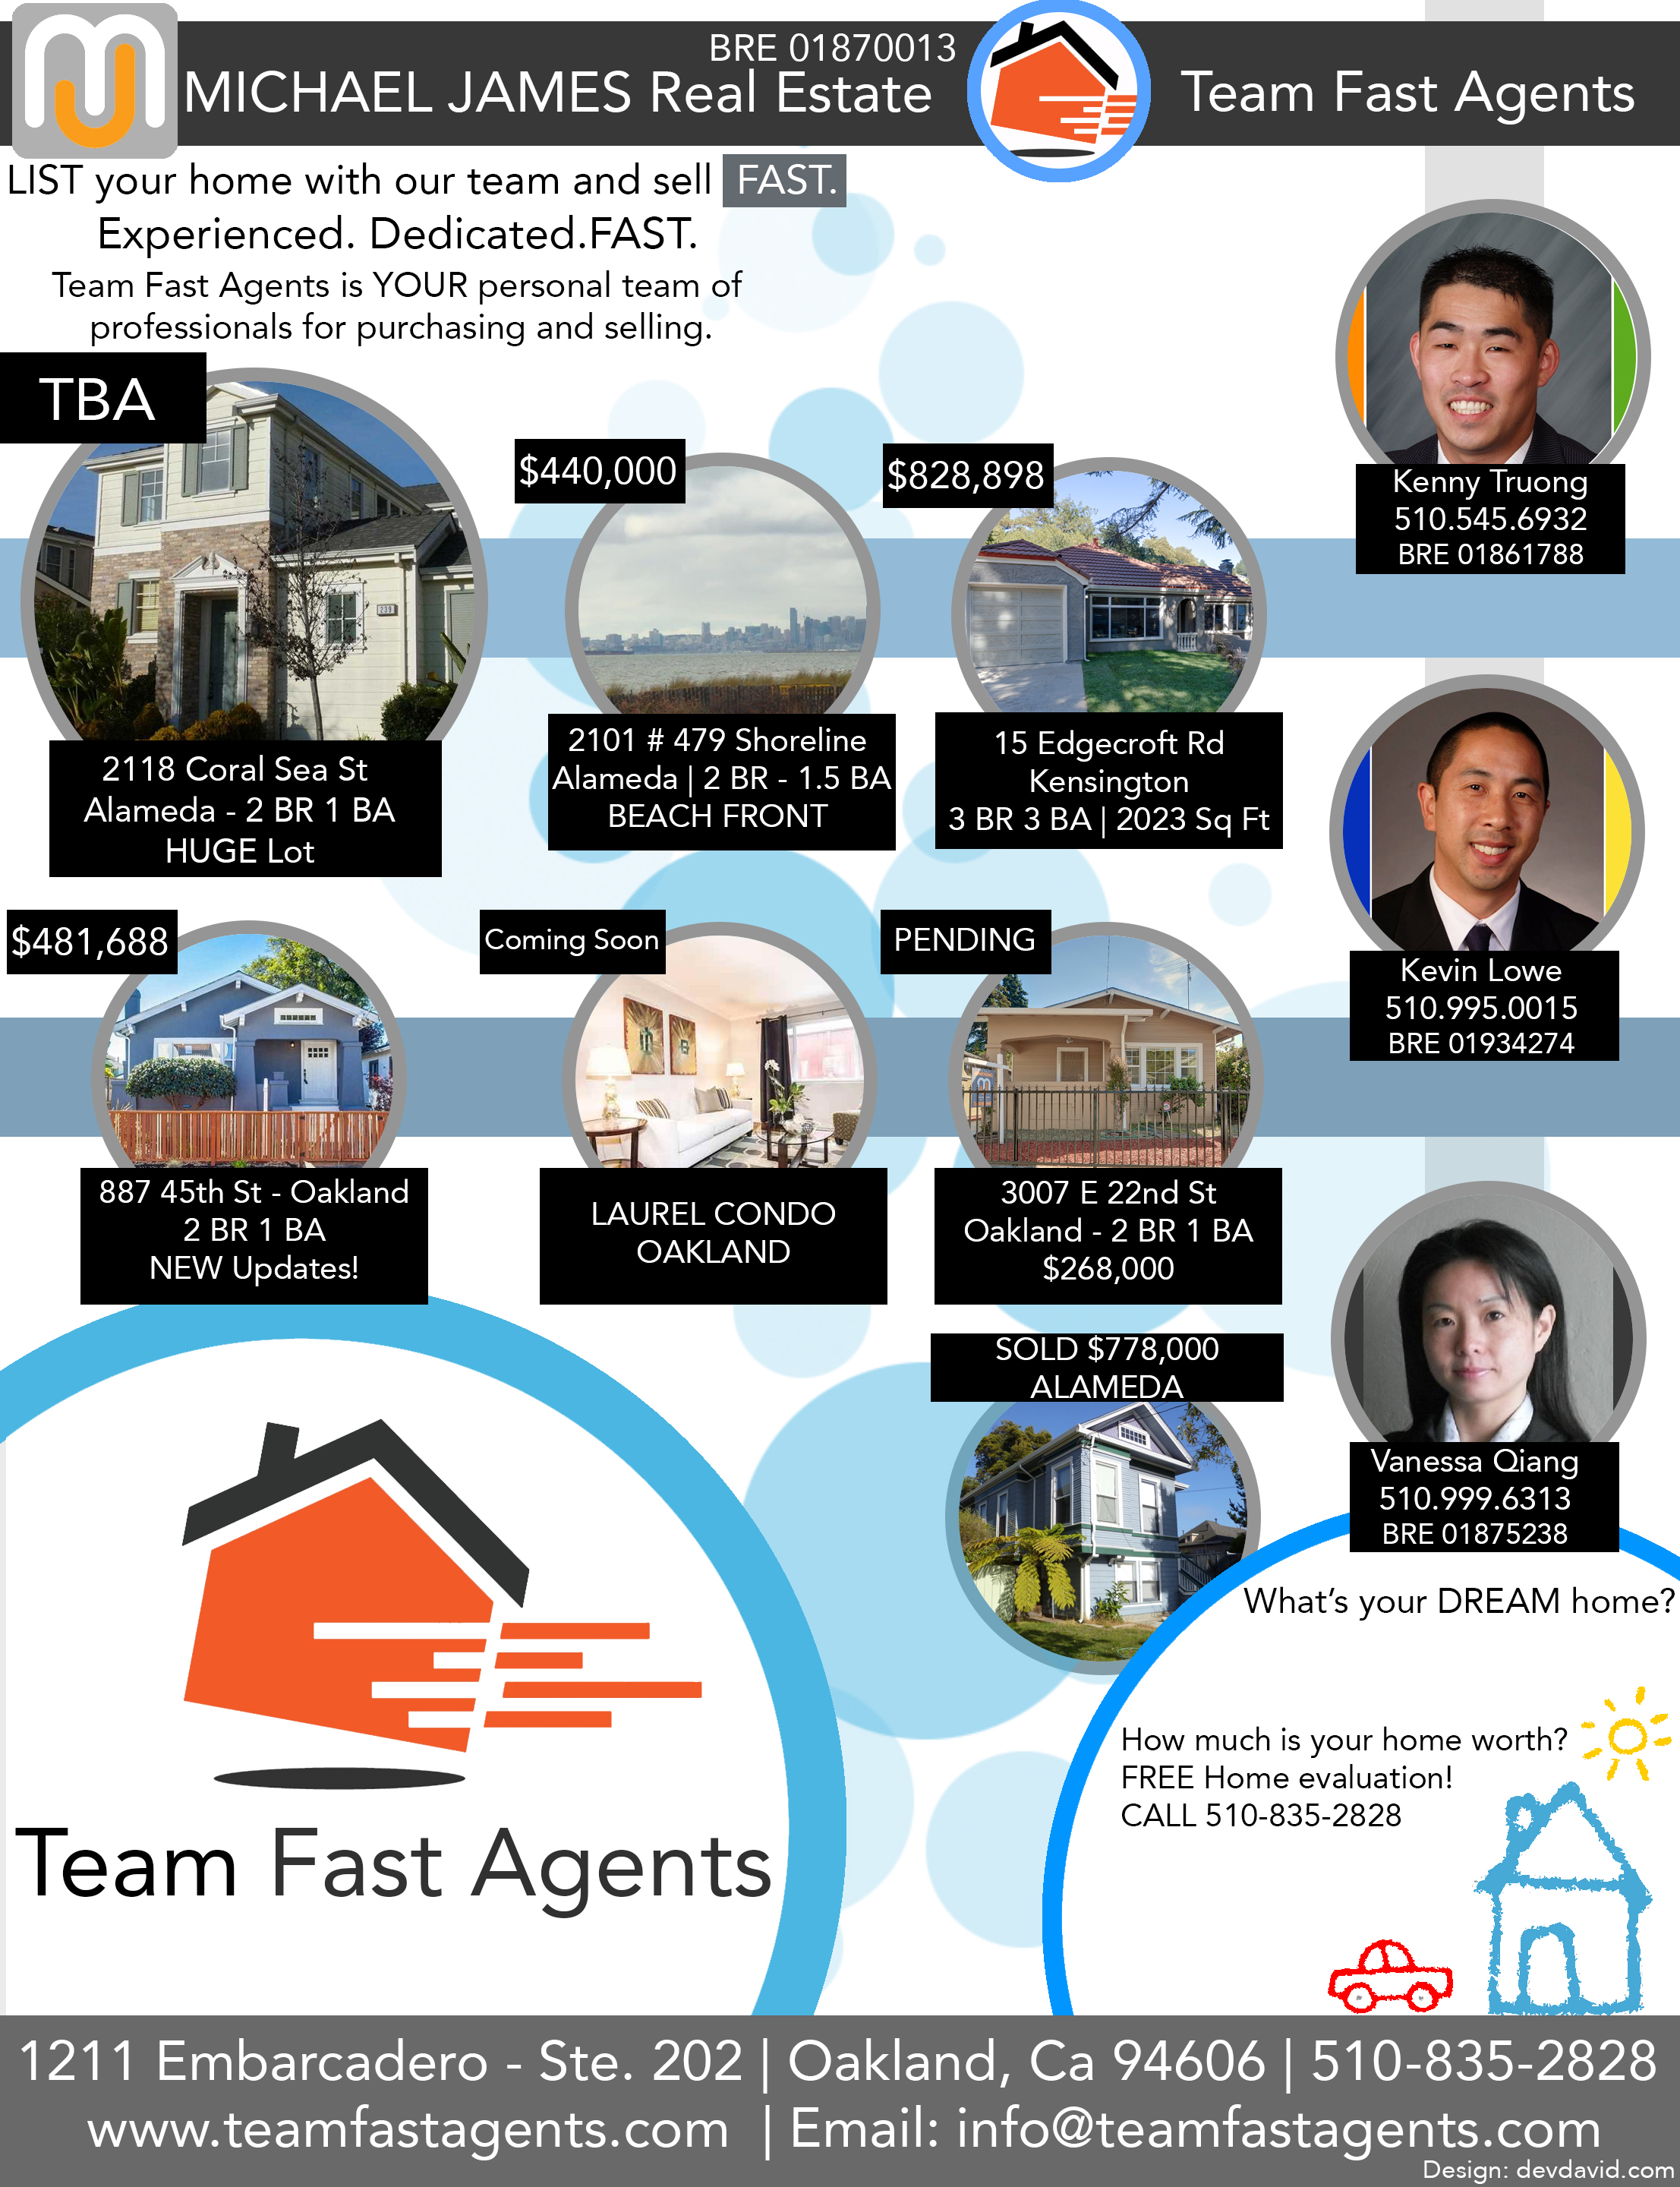 BRE 01870013
MICHAEL JAMES Real Estate
Team Fast Agents
LIST your home with our team and sell FAST.
Experienced. Dedicated.FAST.
Team Fast Agents is YOUR personal team of
professionals for purchasing and selling.
Kenny Truong
510.545.6932
BRE 01861788
TBA
239
2118 Coral Sea St
Alameda - 2 BR 1 BA
HUGE Lot
$440,000
2101 # 479 Shoreline
Alameda | 2 BR - 1.5 BA
BEACH FRONT
$828,898
15 Edgecroft Rd
Kensington
3 BR 3 BA | 2023 Sq Ft
Kevin Lowe
510.995.0015
BRE 01934274
$481,688
887 45th St - Oakland
2 BR 1 BA
NEW Updates!
Coming Soon
LAUREL CONDO
OAKLAND
PENDING
3007 E 22nd St
Oakland - 2 BR 1 BA
$268,000
SOLD $778,000
ALAMEDA
Vanessa Qiang
510.999.6313
BRE 01875238
Team Fast Agents
What's your DREAM home?
How much is your home worth?
FREE Home evaluation!
CALL 510-835-2828
1211 Embarcadero - Ste. 202 | Oakland, Ca 94606 | 510-835-2828
www.teamfastagents.com | Email: info@teamfastagents.com
Design: devdavid.com